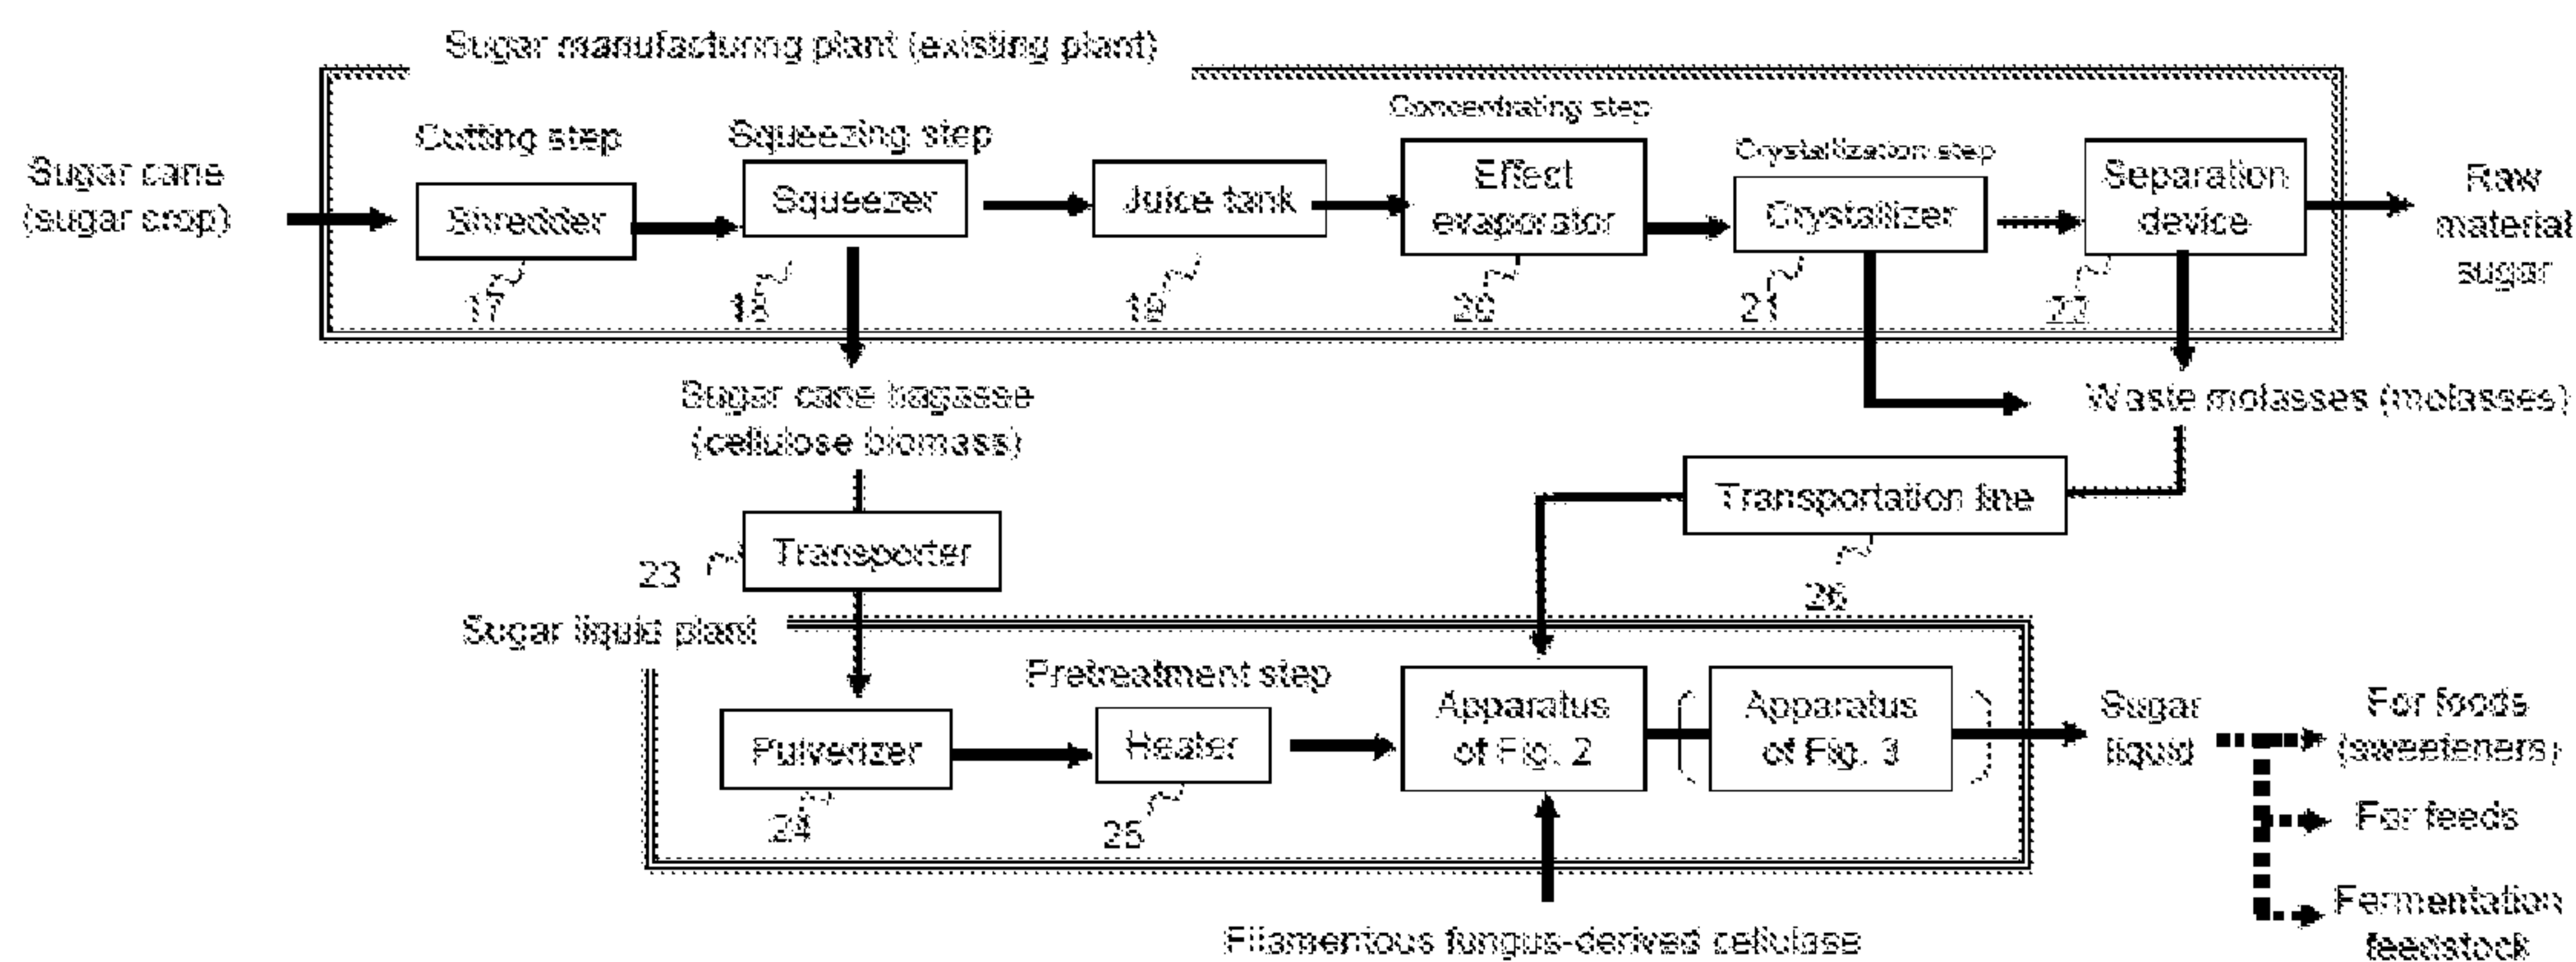 Sugar manufacturing plant (existing plant)
Sugar cane
(sugar crop)
Cutting step
Shredder
17
Squeezing step
Squeezer
18
Juice tank
19
Concentrating step
Effect
evaporator
20
Crystallization step
Crystallizer
21
Separation
device
22
Raw
material
sugar
Sugar cane bagasse
(cellulose biomass)
Waste molasses (molasses)
Transporter
23
Transportation line
26
Sugar liquid plant
Pulverizer
24
Pretreatment step
Heater
25
Apparatus
of Fig. 2
( Apparatus
of Fig. 3 )
Filamentous fungus-derived cellulase
Sugar
liquid
For foods
(sweeteners)
For feeds
Fermentation
feedstock